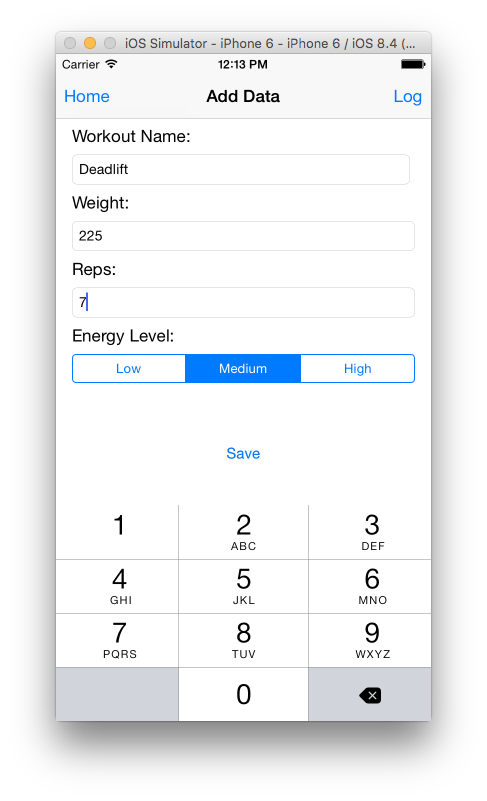 iOS Simulator - iPhone 6 - iPhone 6 / iOS 8.4 (...
Carrier 12:13 PM
Home Add Data Log
Workout Name:
Deadlift
Weight:
225
Reps:
7
Energy Level:
Low Medium High
Save
1 2 3
ABC DEF
4 5 6
GHI JKL MNO
7 8 9
PQRS TUV WXYZ
0